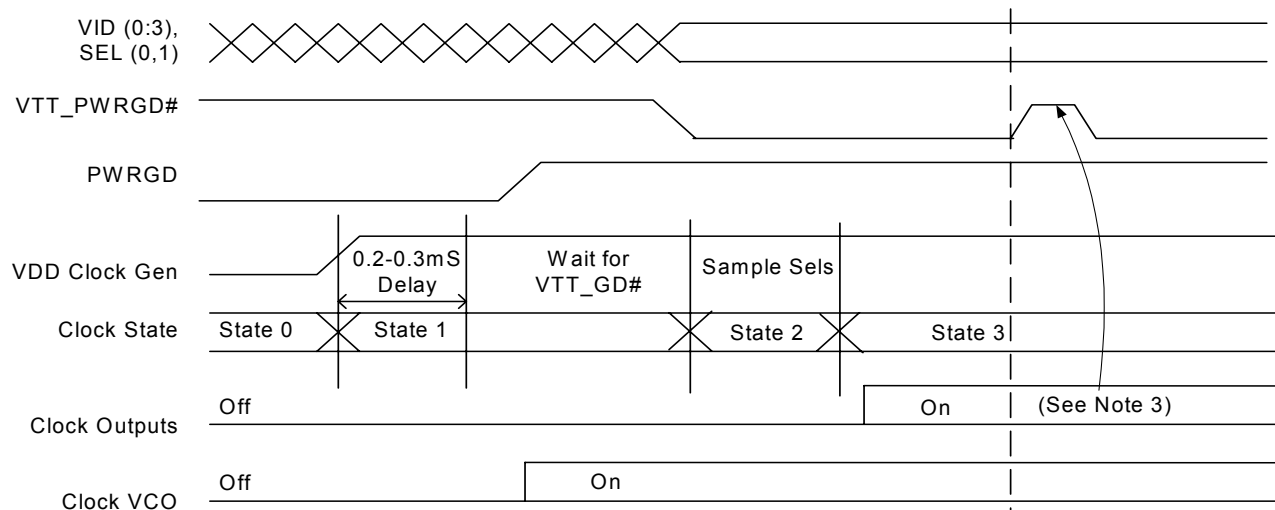 VID (0:3),
SEL (0,1)
VTT_PWRGD#
PWRGD
VDD Clock Gen
0.2-0.3mS
Delay
Wait for
VTT_GD#
Sample Sels
Clock State
State 0
State 1
State 2
State 3
Clock Outputs
Off
On
(See Note 3)
Clock VCO
Off
On